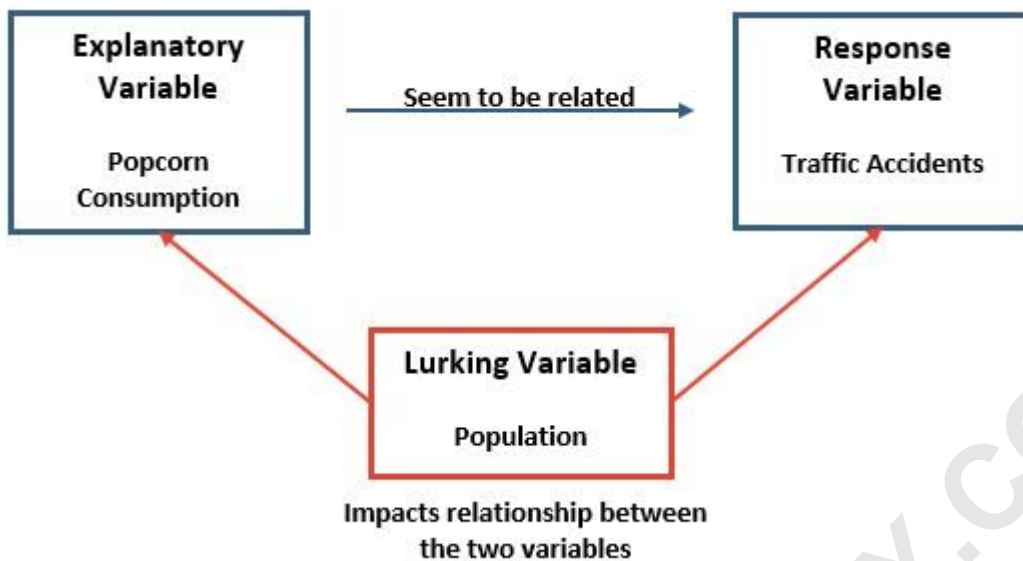 Explanatory
Variable
Popcorn
Consumption
Seem to be related
Response
Variable
Traffic Accidents
Lurking Variable
Population
Impacts relationship between
the two variables